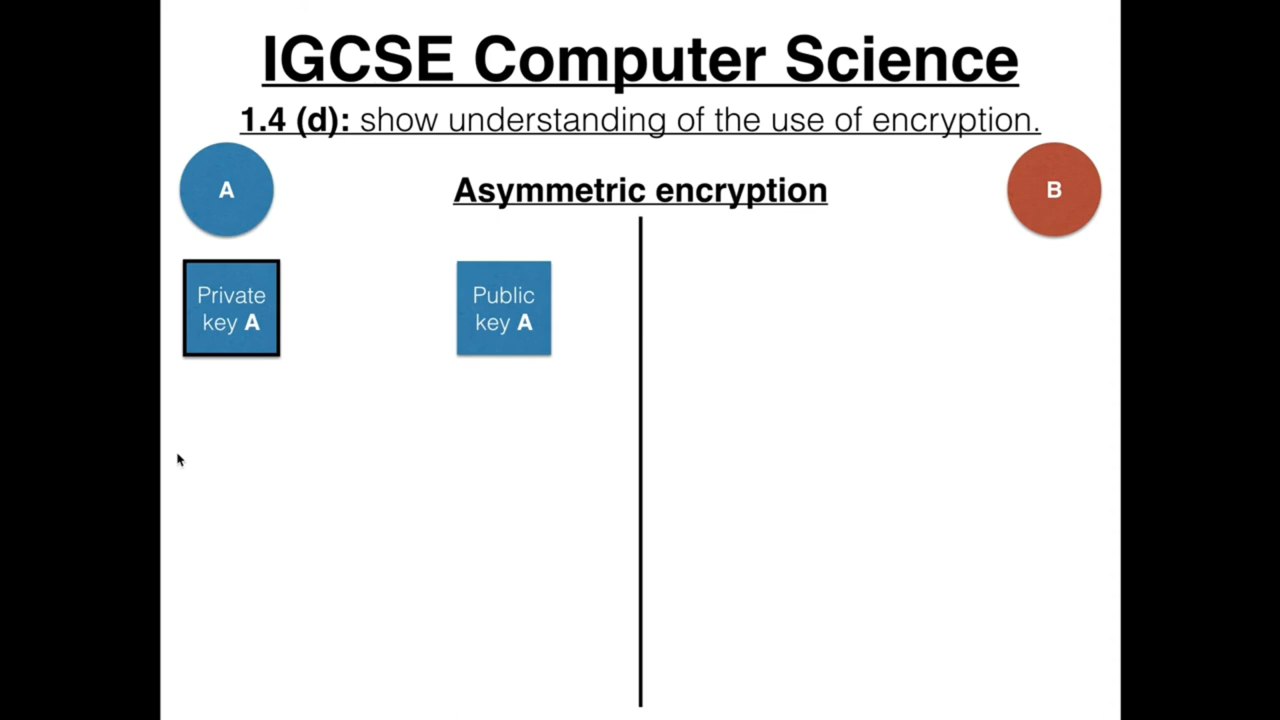 IGCSE Computer Science
1.4 (d): show understanding of the use of encryption.
A
Asymmetric encryption
B
Private
key A
Public
key A